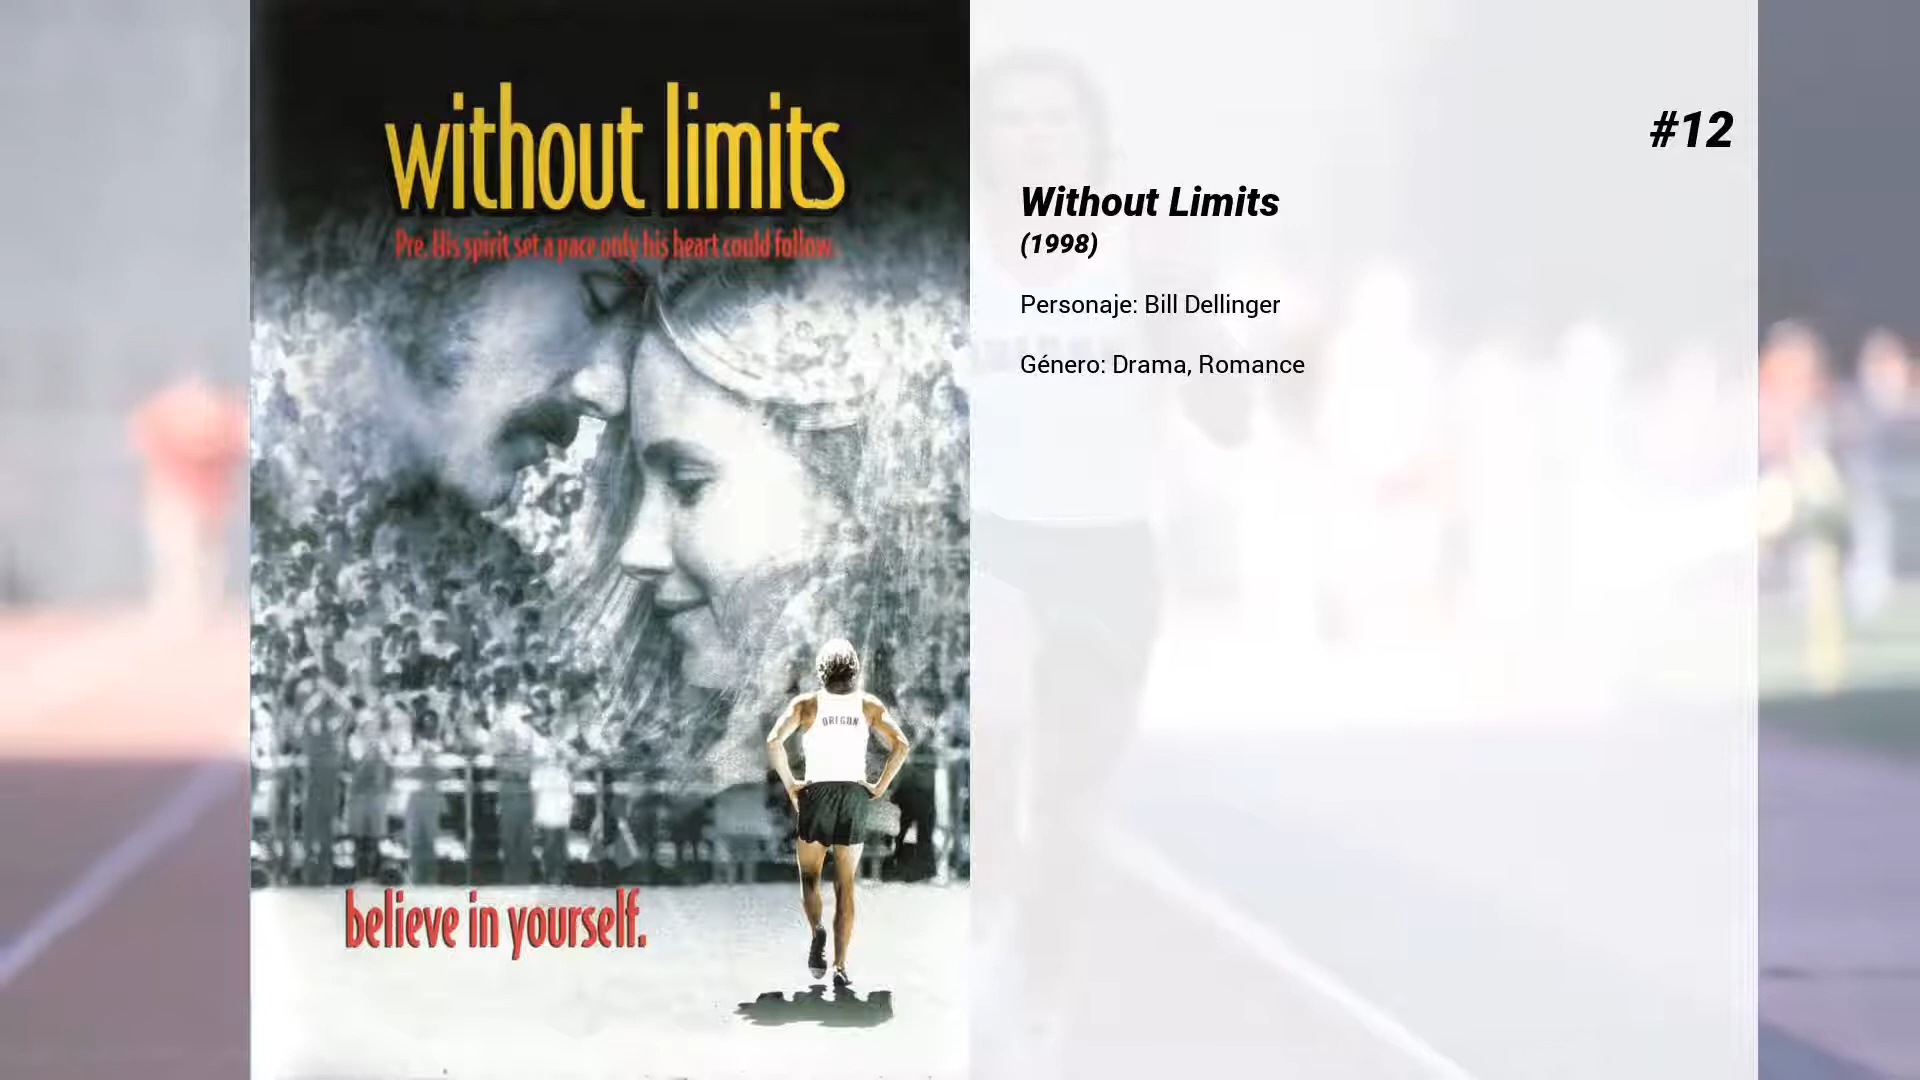 without limits
Pre. His spirit set a pace only his heart could follow.
OREGON
believe in yourself.
#12
Without Limits
(1998)
Personaje: Bill Dellinger
Género: Drama, Romance